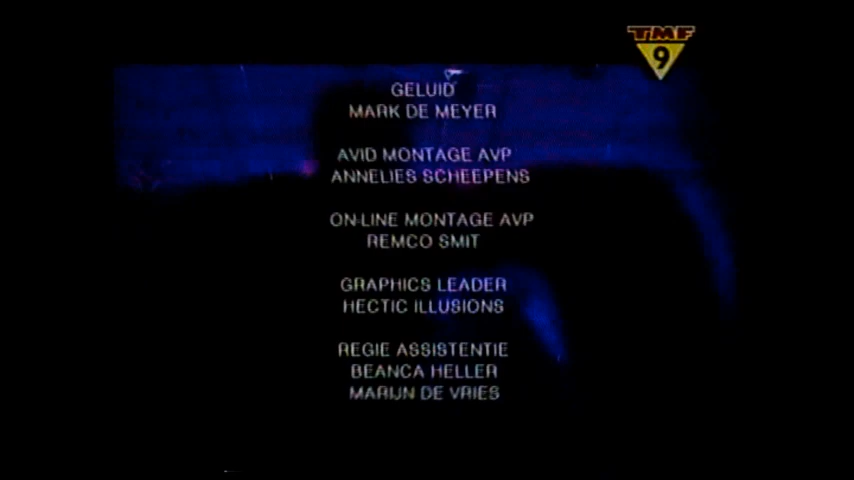 TMF
9
GELUID
MARK DE MEYER
AVID MONTAGE AVP
ANNELIES SCHEEPENS
ON-LINE MONTAGE AVP
REMCO SMIT
GRAPHICS LEADER
HECTIC ILLUSIONS
REGIE ASSISTENTIE
BEANCA HELLER
MARIJN DE VRIES